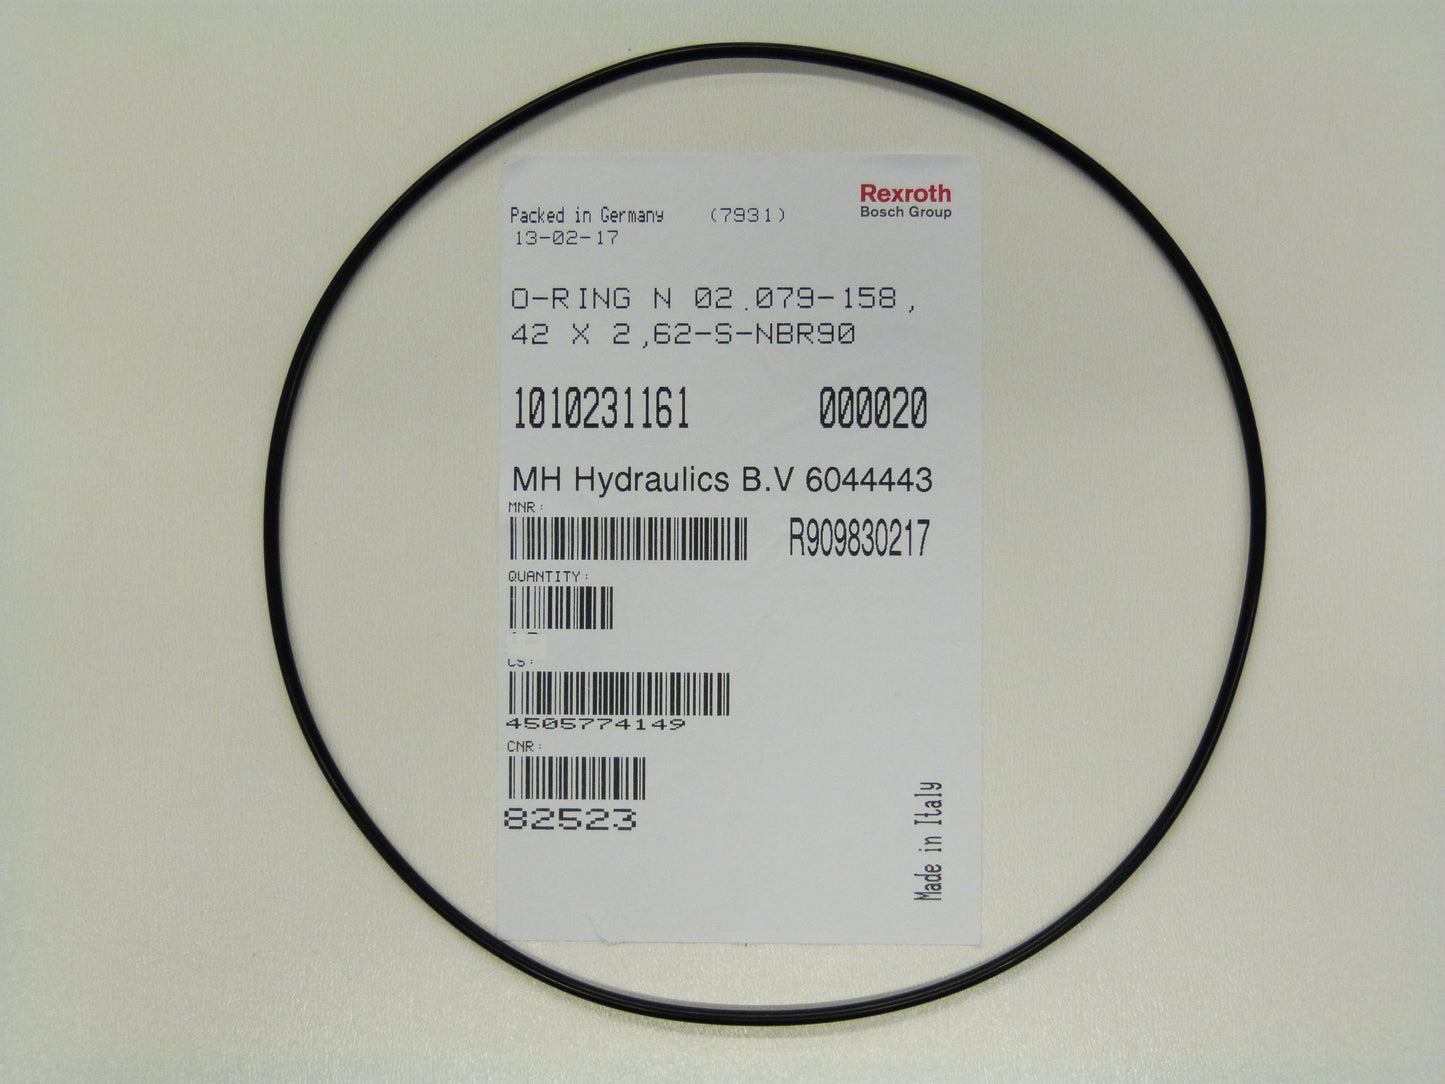 Rexroth
Bosch Group
Packed in Germany (7931)
13-02-17
O-RING N 02.079-158,
42 X 2,62-S-NBR90
1010231161 000020
MH Hydraulics B.V 6044443
MNR:
R909830217
QUANTITY:
LS:
4505774149
CNR:
82523
Made in Italy